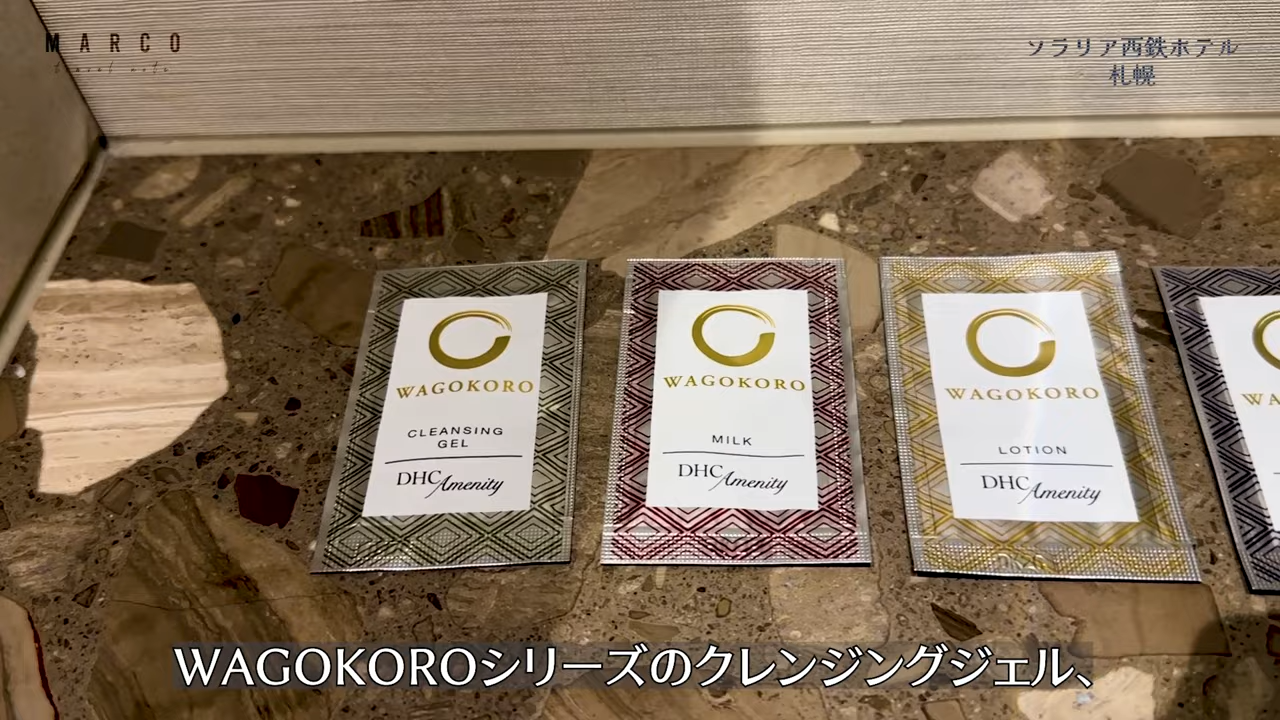 MARCO
travel note
ソラリア西鉄ホテル
札幌
WAGOKORO
CLEANSING
GEL
DHC Amenity
WAGOKORO
MILK
DHC Amenity
WAGOKORO
LOTION
DHC Amenity
WAGOKOROシリーズのクレンジングジェル、